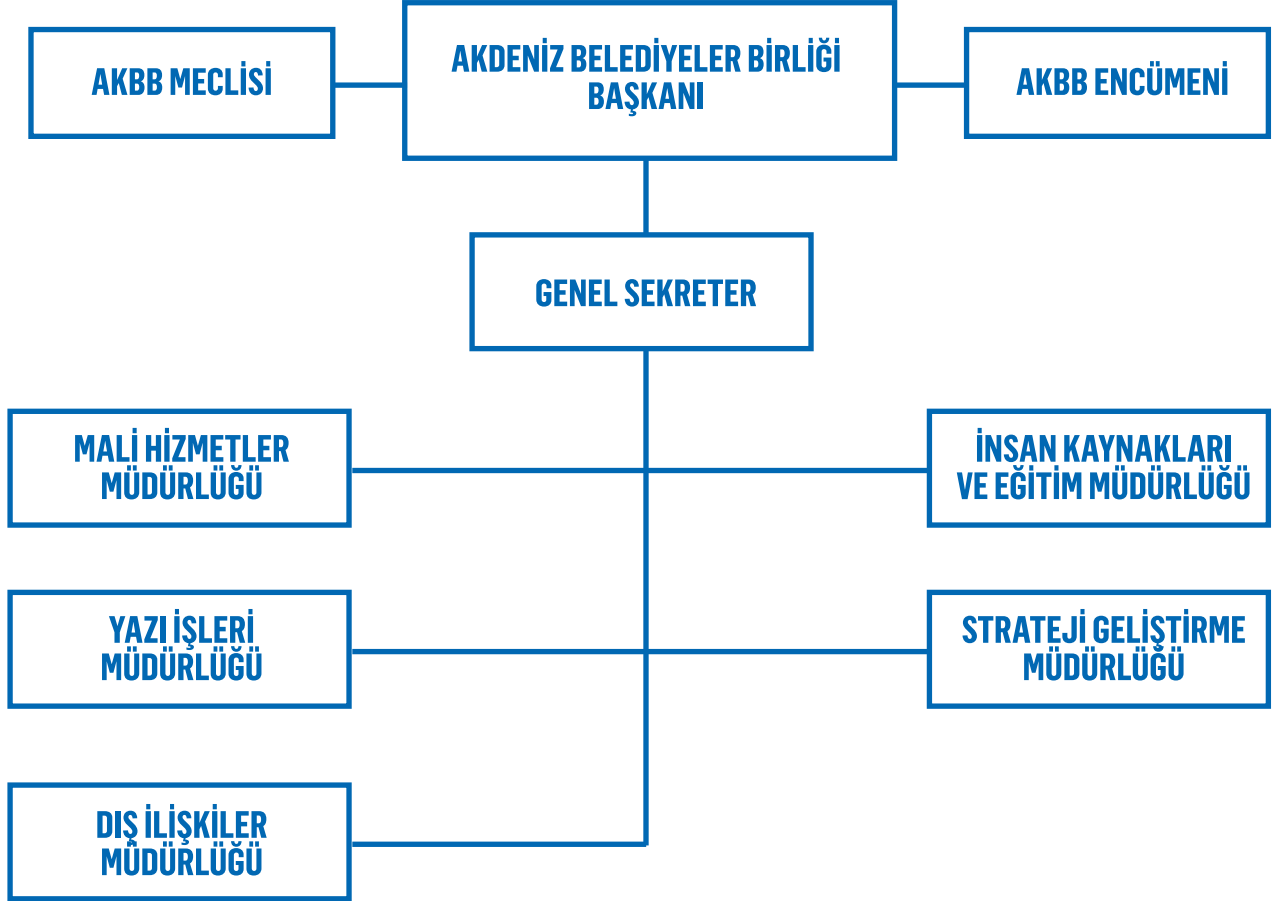 AKBB MECLİSİ
AKDENİZ BELEDİYELER BİRLİĞİ
BAŞKANI
AKBB ENCÜMENİ
GENEL SEKRETER
MALİ HİZMETLER
MÜDÜRLÜĞÜ
İNSAN KAYNAKLARI
VE EĞİTİM MÜDÜRLÜĞÜ
YAZI İŞLERİ
MÜDÜRLÜĞÜ
STRATEJİ GELİŞTİRME
MÜDÜRLÜĞÜ
DIŞ İLİŞKİLER
MÜDÜRLÜĞÜ